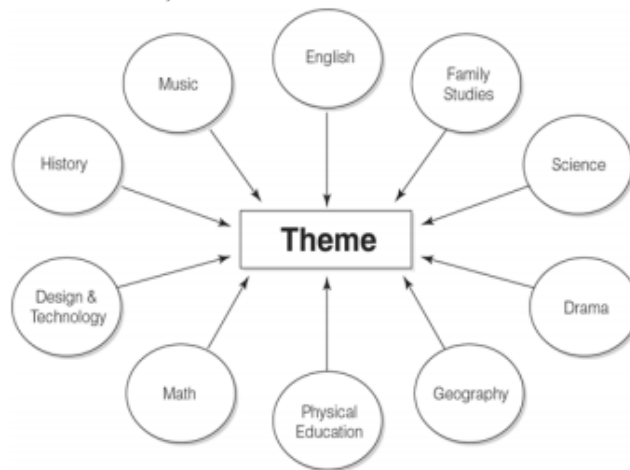 English
Music
Family
Studies
History
Science
Theme
Design &
Technology
Drama
Math
Geography
Physical
Education